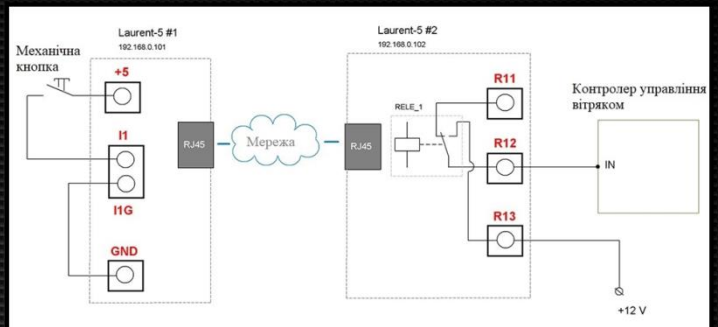 Laurent-5 #1
192.168.0.101
Механічна
кнопка
+5
I1
I1G
GND
RJ45
Мережа
Laurent-5 #2
192.168.0.102
RJ45
RELE_1
R11
R12
R13
Контролер управління
вітряком
IN
+12 V